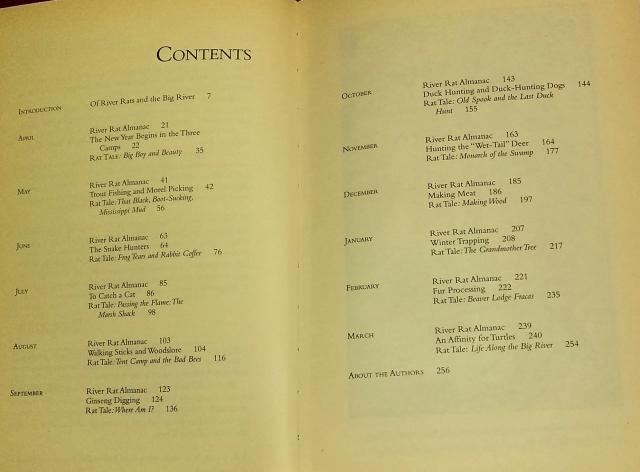 CONTENTS
INTRODUCTION Of River Rats and the Big River 7
APRIL River Rat Almanac 21
The New Year Begins in the Three
Camps 22
RAT TALE: Big Boy and Beauty 35
MAY River Rat Almanac 41
Trout Fishing and Morel Picking 42
Rat Tale: That Black, Boot-Sucking,
Mississippi Mud 56
JUNE River Rat Almanac 63
The Snake Hunters 64
Rat Tale: Frog Tears and Rabbit Coffee 76
JULY River Rat Almanac 85
To Catch a Cat 86
Rat Tale: Passing the Flame: The
Marsh Shack 98
AUGUST River Rat Almanac 103
Walking Sticks and Woodslore 104
Rat Tale: Tent Camp and the Bad Bees 116
SEPTEMBER River Rat Almanac 123
Ginseng Digging 124
Rat Tale: Where Am I? 136
OCTOBER River Rat Almanac 143
Duck Hunting and Duck-Hunting Dogs 144
Rat Tale: Old Spook and the Last Duck
Hunt 155
NOVEMBER River Rat Almanac 163
Hunting the "Wet-Tail" Deer 164
Rat Tale: Monarch of the Swamp 177
DECEMBER River Rat Almanac 185
Making Meat 186
Rat Tale: Making Wood 197
JANUARY River Rat Almanac 207
Winter Trapping 208
Rat Tale: The Grandmother Tree 217
FEBRUARY River Rat Almanac 221
Fur Processing 222
Rat Tale: Beaver Lodge Fracas 235
MARCH River Rat Almanac 239
An Affinity for Turtles 240
Rat Tale: Life Along the Big River 254
ABOUT THE AUTHORS 256